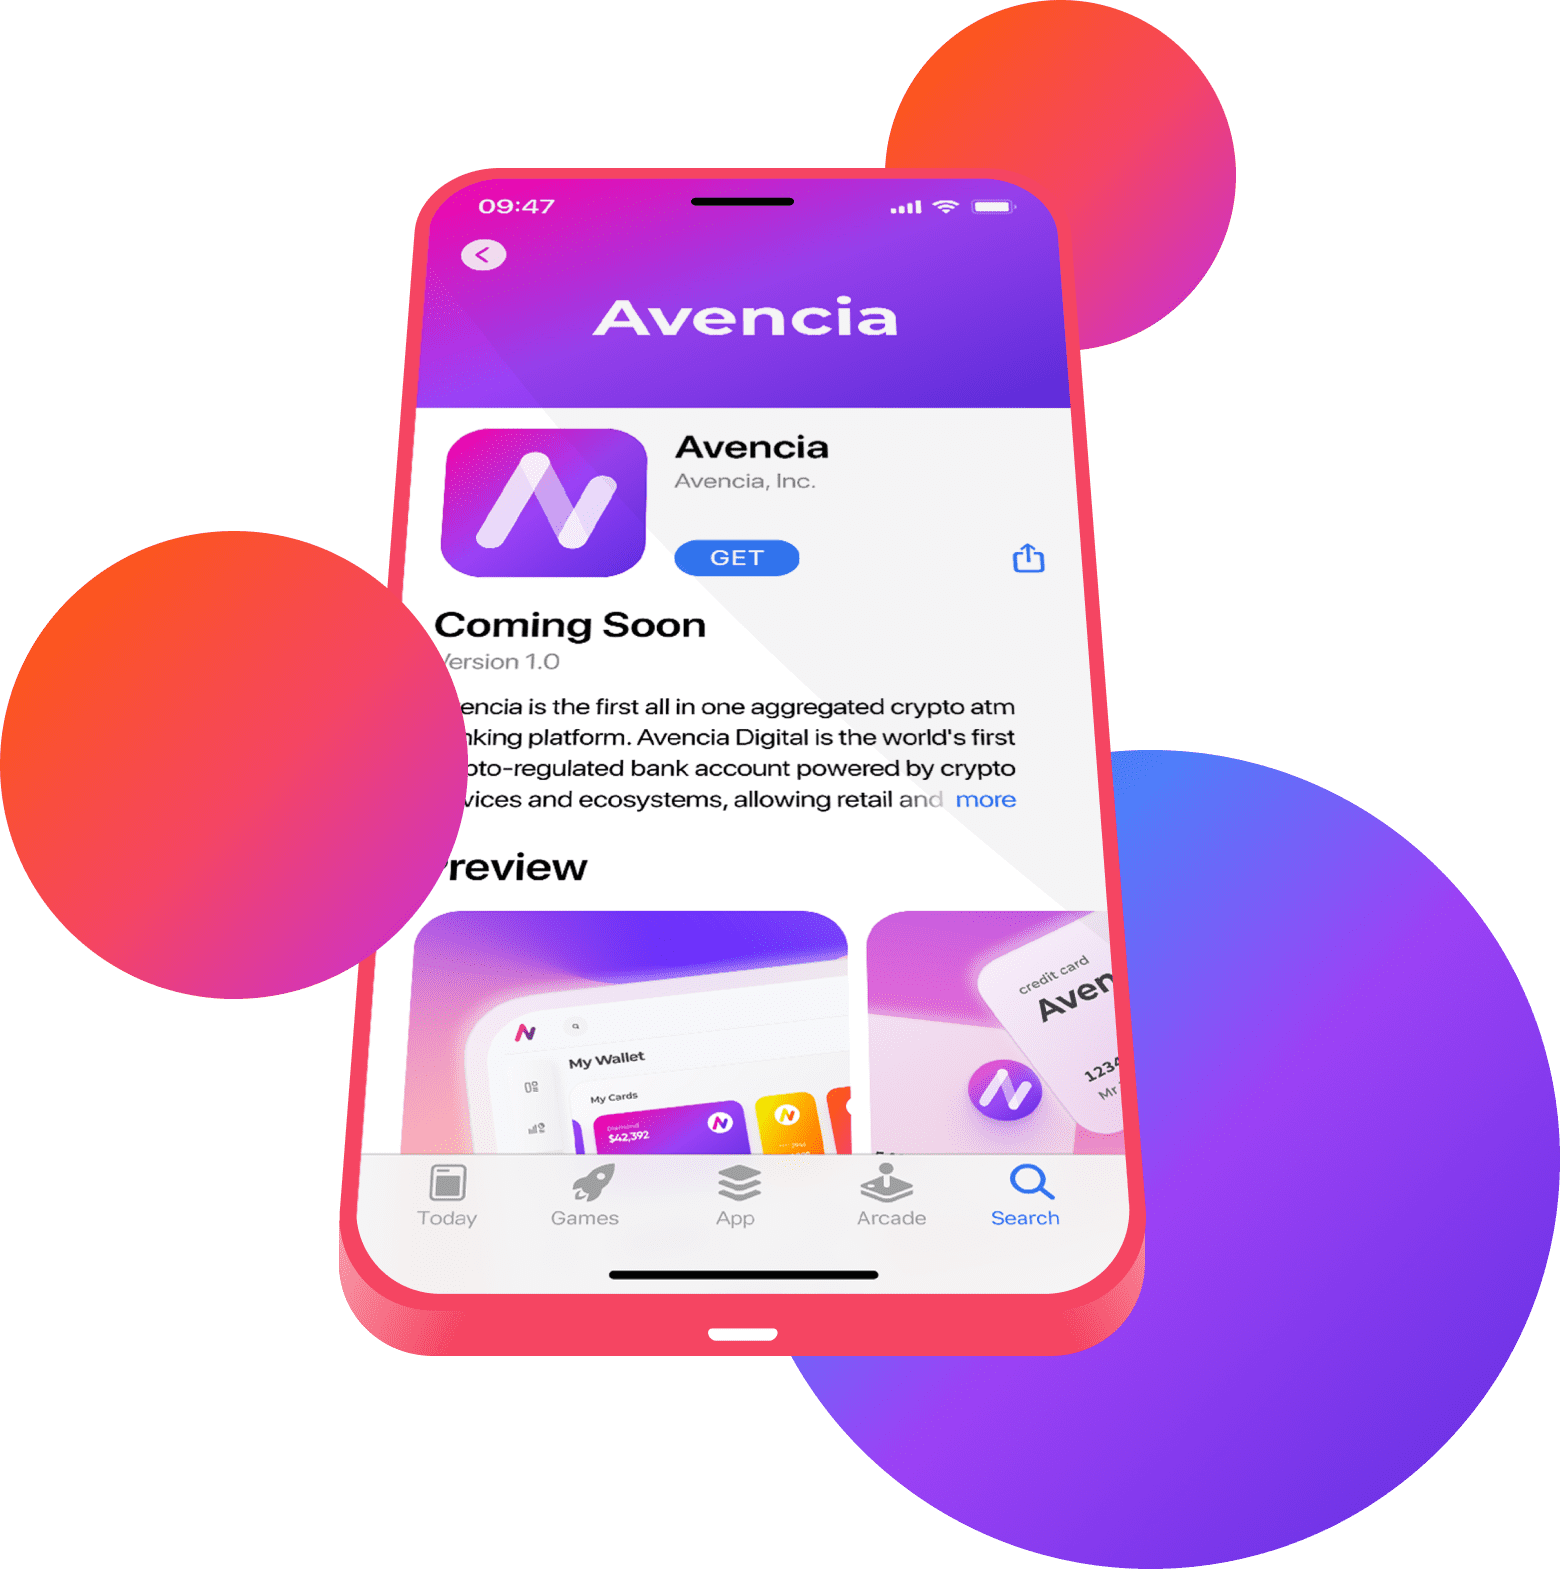 09:47
Avencia
Avencia
Avencia, Inc.
GET
Coming Soon
ersion 1.0
encia is the first all in one aggregated crypto atm
nking platform. Avencia Digital is the world's first
pto-regulated bank account powered by crypto
vices and ecosystems, allowing retail and more
review
My Wallet
My Cards
Diamond
$42,392
credit card
Aven
1234
Mr.
Today
Games
App
Arcade
Search